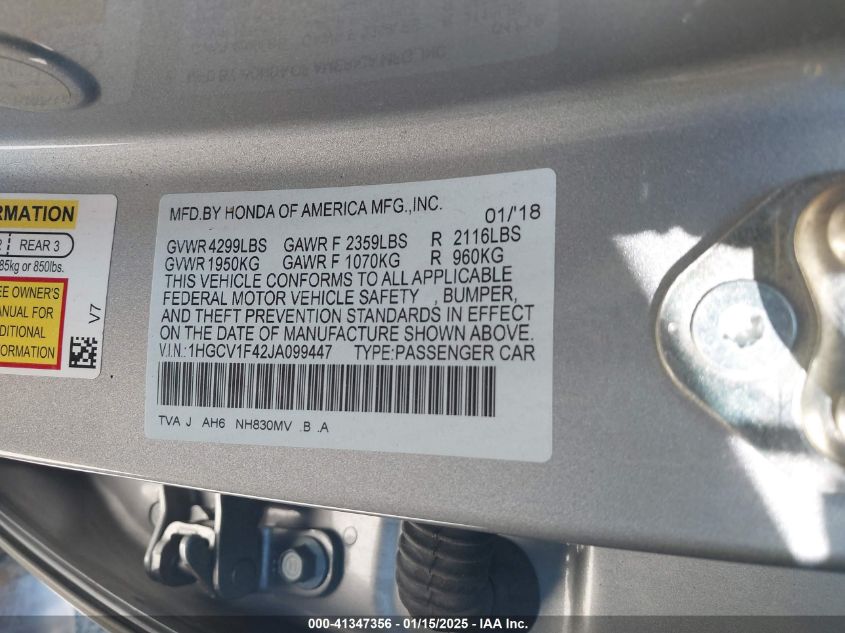 MFD.BY HONDA OF AMERICA MFG.,INC. 01/'18
GVWR 4299LBS GAWR F 2359LBS R 2116LBS
GVWR 1950KG GAWR F 1070KG R 960KG
THIS VEHICLE CONFORMS TO ALL APPLICABLE
FEDERAL MOTOR VEHICLE SAFETY , BUMPER,
AND THEFT PREVENTION STANDARDS IN EFFECT
ON THE DATE OF MANUFACTURE SHOWN ABOVE.
V.I.N.:1HGCV1F42JA099447 TYPE:PASSENGER CAR
TVA J AH6 NH830MV .B .A
RMATION
2 REAR 3
85kg or 850lbs.
EE OWNER'S
ANUAL FOR
DITIONAL
FORMATION
V7
000-41347356 — 01/15/2025 — IAA Inc.